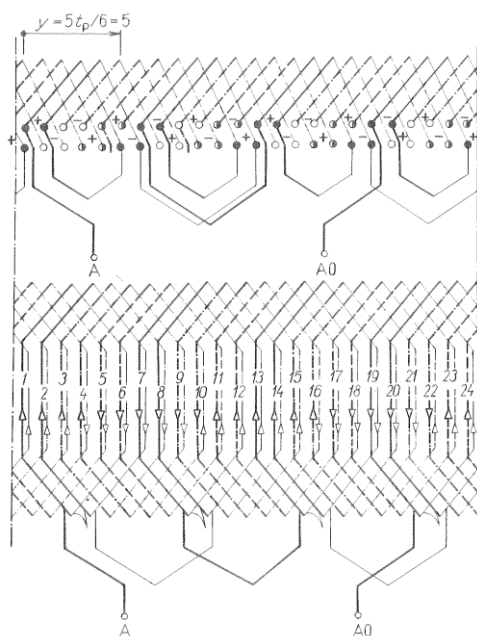 y = 5tp/6 = 5
+ + - + - + - + - + - +
+ - + - + - + - + - + -
A A0
1 2 3 4 5 6 7 8 9 10 11 12 13 14 15 16 17 18 19 20 21 22 23 24
A A0